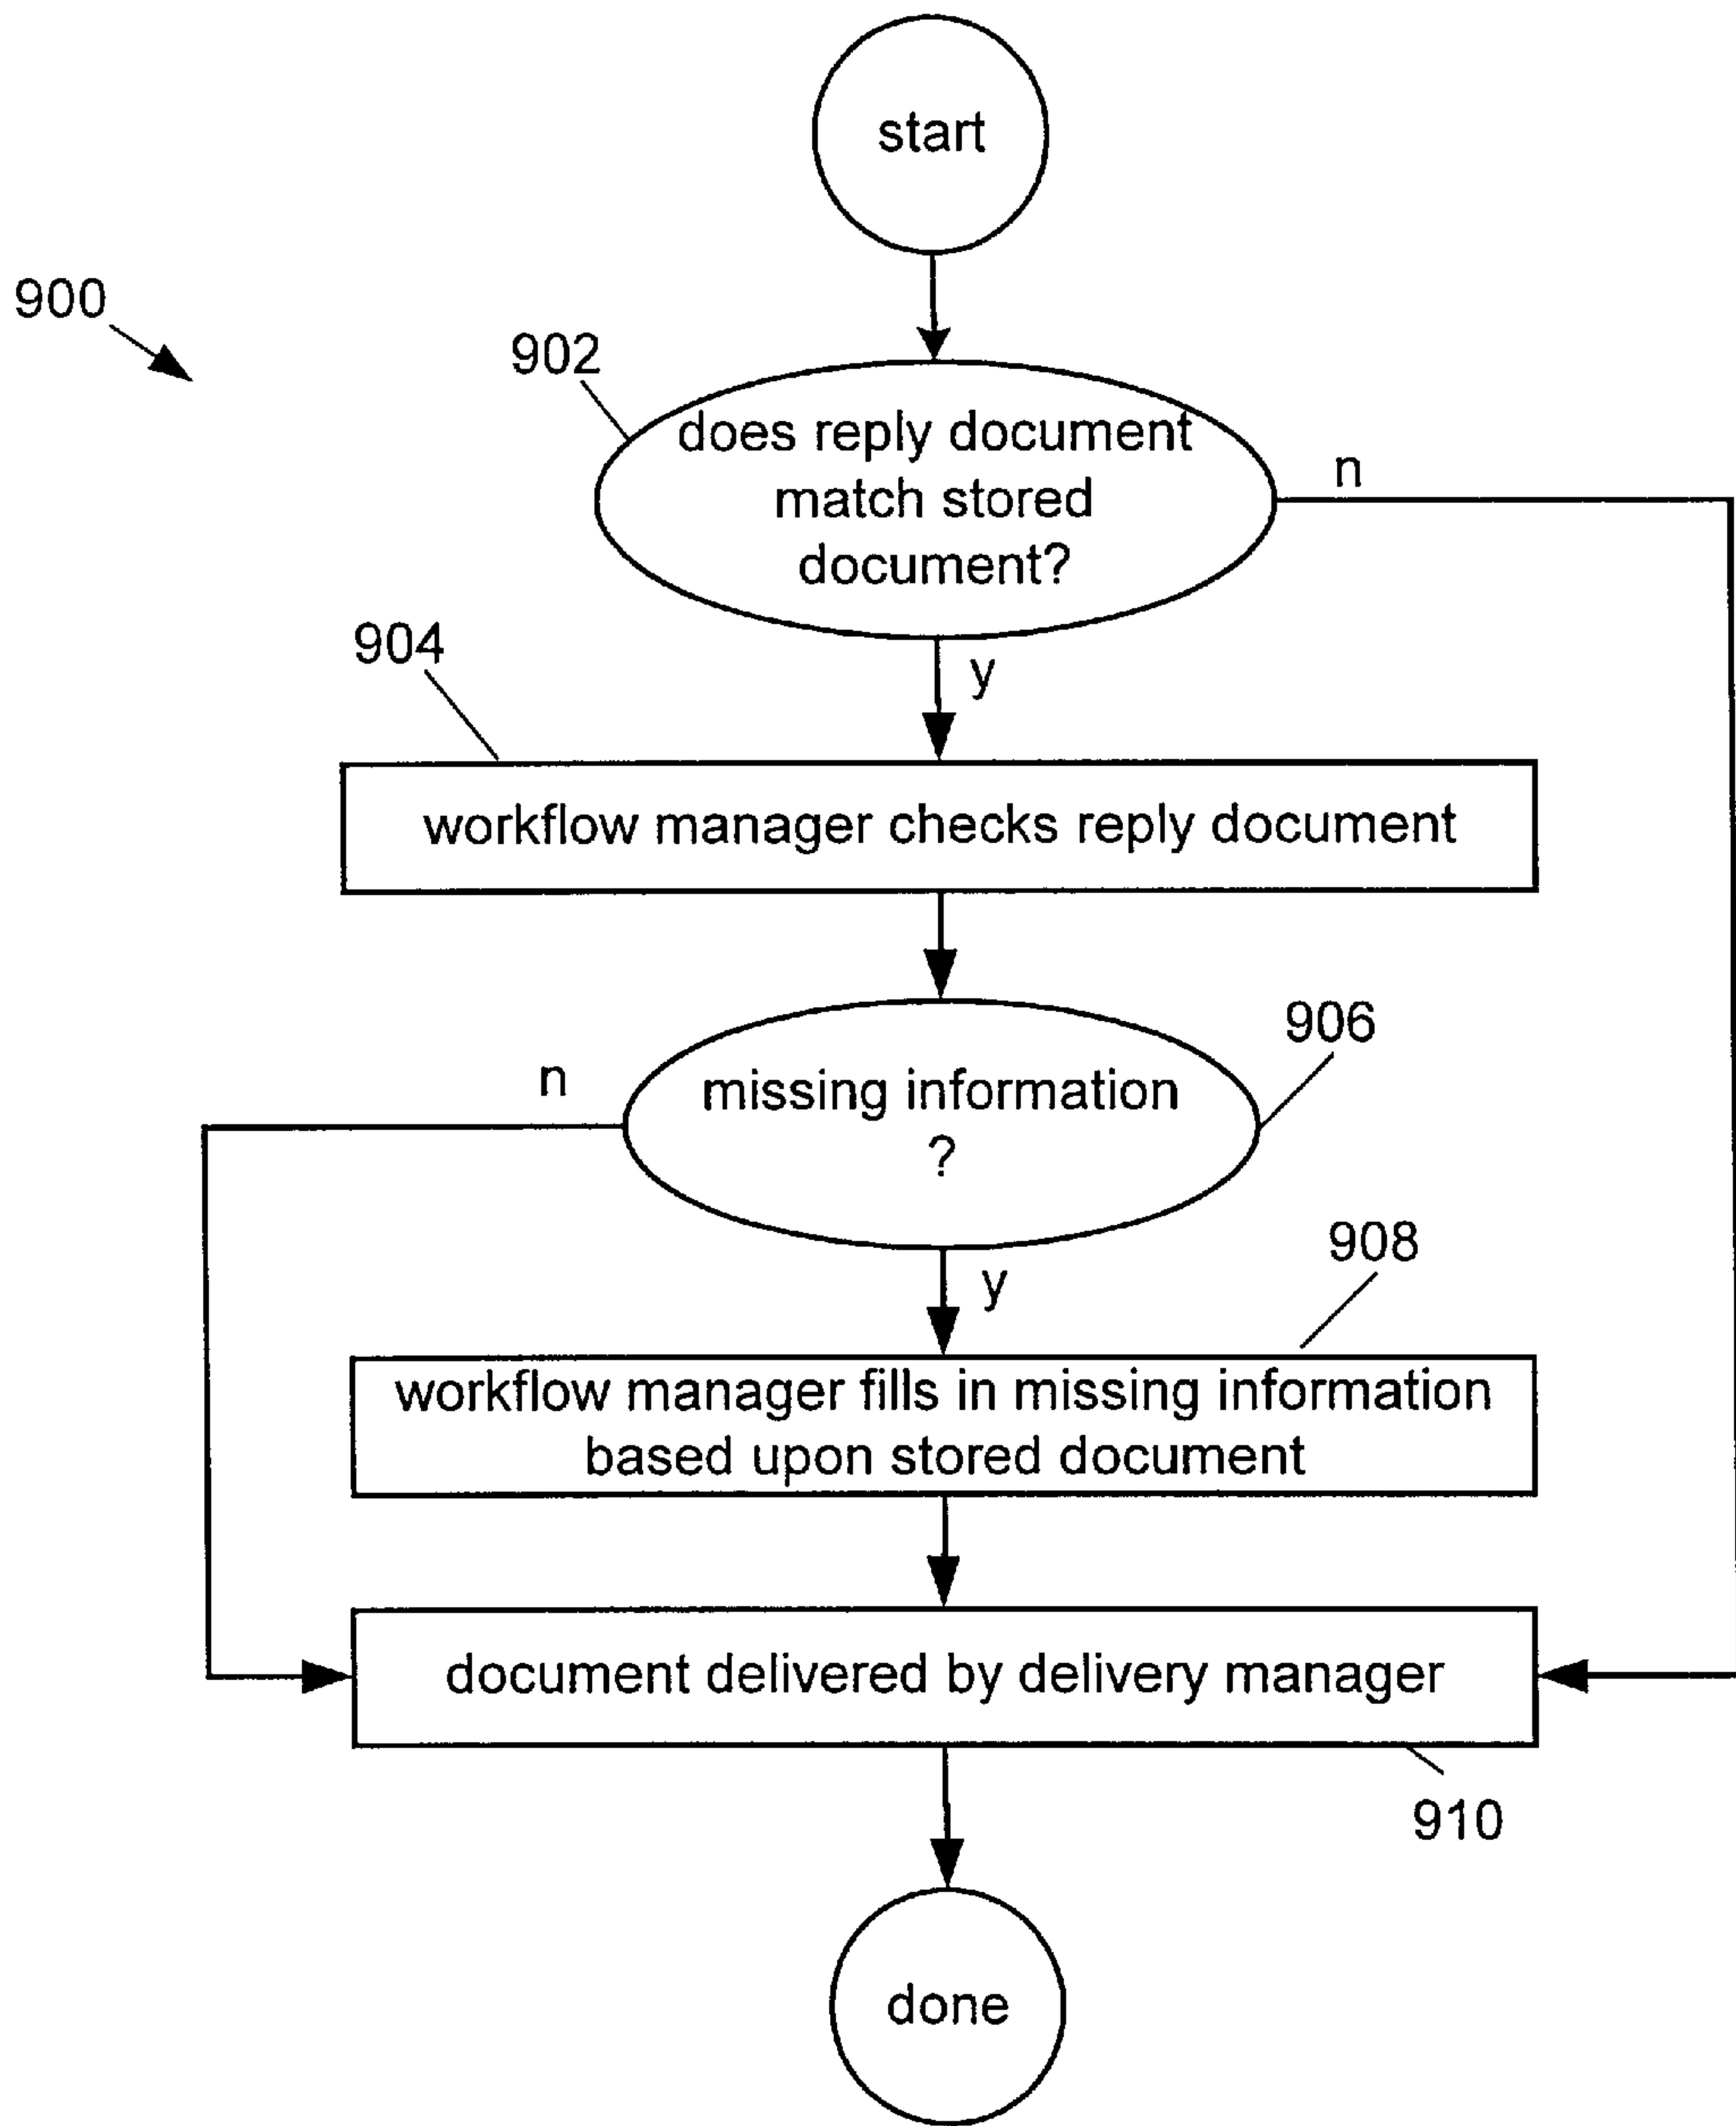 start
900
902
does reply document
match stored
document?
n
904
y
workflow manager checks reply document
906
n
missing information
?
908
y
workflow manager fills in missing information
based upon stored document
document delivered by delivery manager
910
done